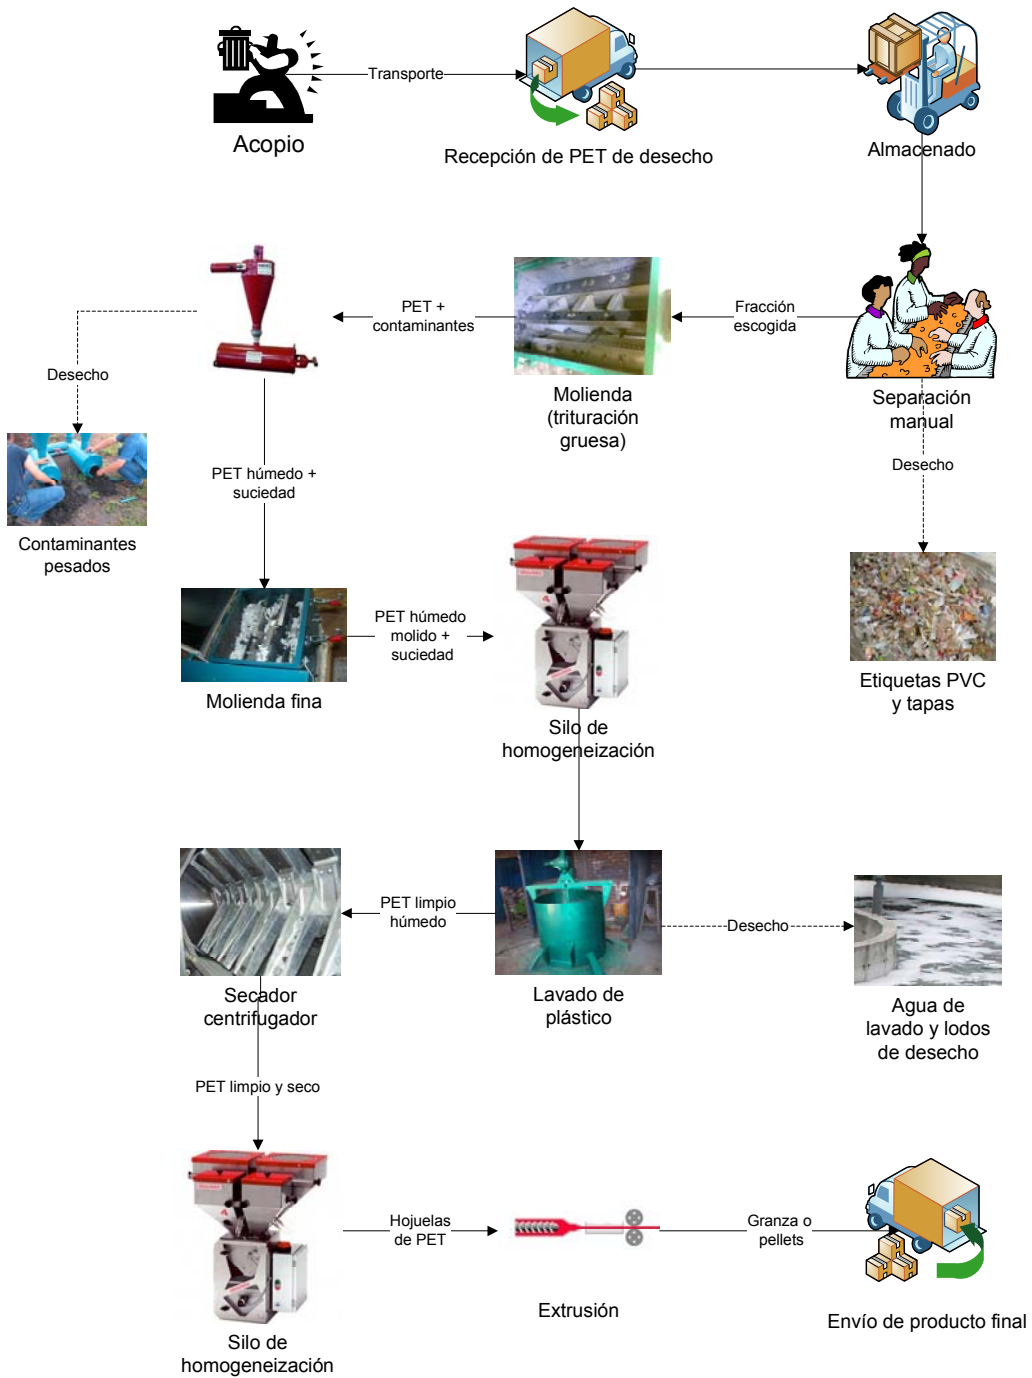 Transporte
Acopio
Recepción de PET de desecho
Almacenado
PET +
contaminantes
Fracción
escogida
Desecho
Molienda
(trituración
gruesa)
Separación
manual
PET húmedo +
suciedad
Desecho
Contaminantes
pesados
PET húmedo
molido +
suciedad
Molienda fina
Etiquetas PVC
y tapas
Silo de
homogeneización
PET limpio
húmedo
Desecho
Secador
centrifugador
Lavado de
plástico
Agua de
lavado y lodos
de desecho
PET limpio y seco
Hojuelas
de PET
Granza o
pellets
Extrusión
Envío de producto final
Silo de
homogeneización